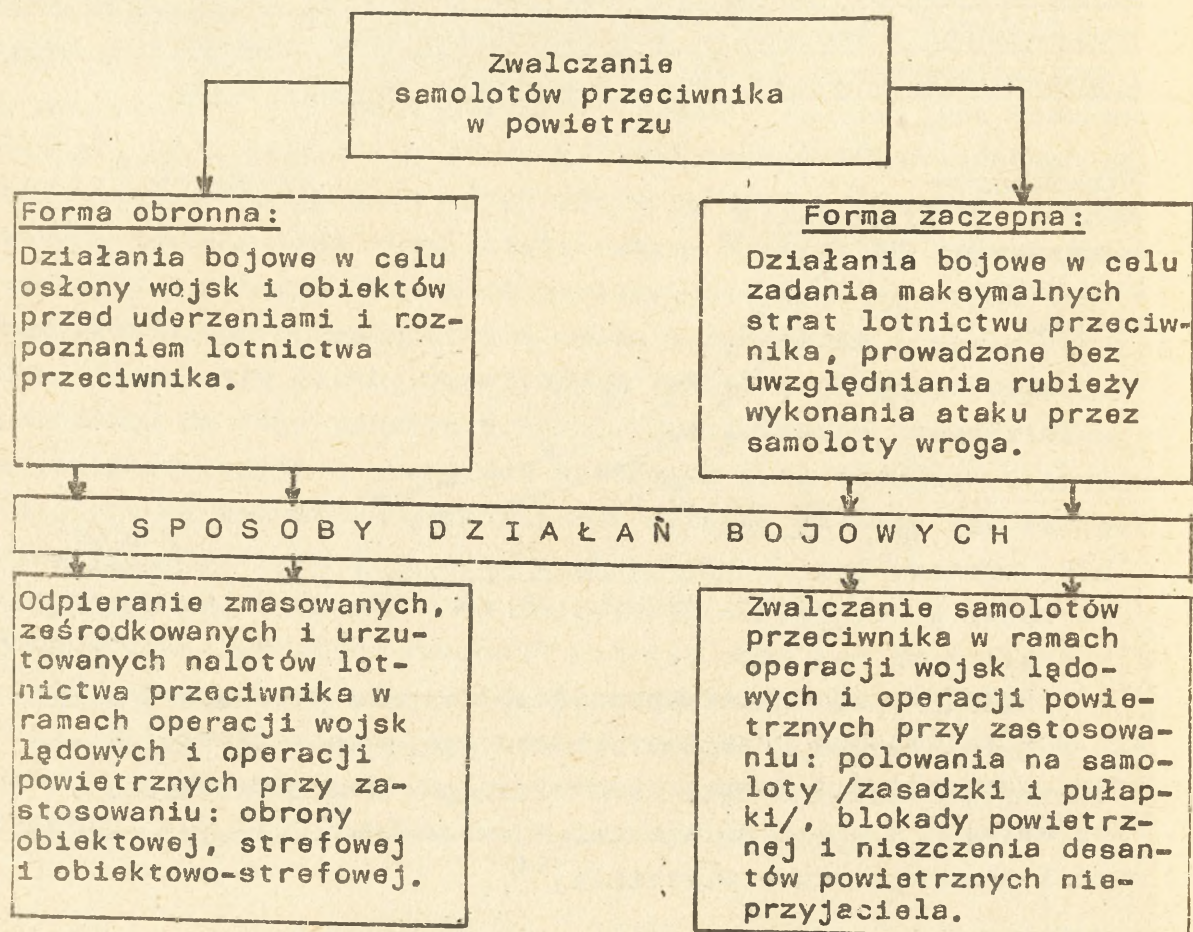 Zwalczanie
samolotów przeciwnika
w powietrzu
Forma obronna:
Działania bojowe w celu
osłony wojsk i obiektów
przed uderzeniami i roz-
poznaniem lotnictwa
przeciwnika.
Forma zaczepna:
Działania bojowe w celu
zadania maksymalnych
strat lotnictwu przeciw-
nika, prowadzone bez
uwzględniania rubieży
wykonania ataku przez
samoloty wroga.
SPOSOBY DZIAŁAŃ BOJOWYCH
Odpieranie zmasowanych,
ześrodkowanych i urzu-
towanych nalotów lot-
nictwa przeciwnika w
ramach operacji wojsk
lądowych i operacji
powietrznych przy za-
stosowaniu: obrony
obiektowej, strefowej
i obiektowo-strefowej.
Zwalczanie samolotów
przeciwnika w ramach
operacji wojsk lądo-
wych i operacji powie-
trznych przy zastosowa-
niu: polowania na samo-
loty /zasadzki i pułap-
ki/, blokady powietrz-
nej i niszczenia desan-
tów powietrznych nie-
przyjaciela.